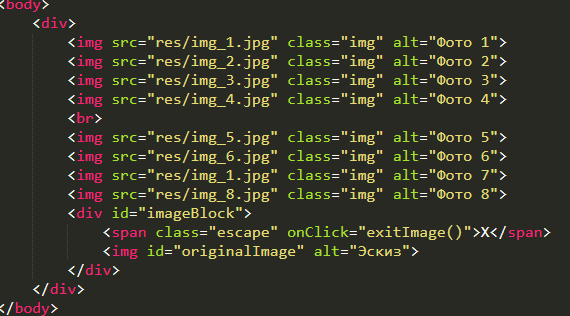 <body>
<div>
<img src="res/img_1.jpg" class="img" alt="Фото 1">
<img src="res/img_2.jpg" class="img" alt="Фото 2">
<img src="res/img_3.jpg" class="img" alt="Фото 3">
<img src="res/img_4.jpg" class="img" alt="Фото 4">
<br>
<img src="res/img_5.jpg" class="img" alt="Фото 5">
<img src="res/img_6.jpg" class="img" alt="Фото 6">
<img src="res/img_1.jpg" class="img" alt="Фото 7">
<img src="res/img_8.jpg" class="img" alt="Фото 8">
<div id="imageBlock">
<span class="escape" onClick="exitImage()">X</span>
<img id="originalImage" alt="Эскиз">
</div>
</div>
</body>